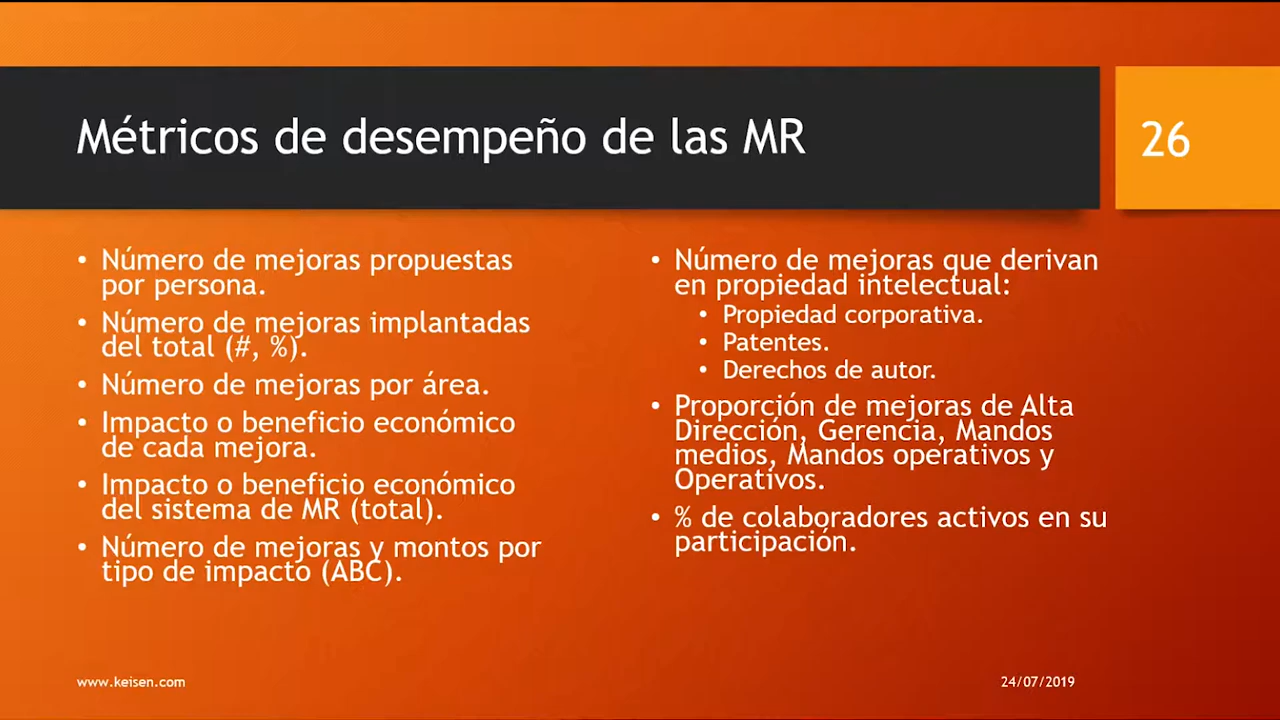 Métricos de desempeño de las MR
26
• Número de mejoras propuestas
por persona.
• Número de mejoras implantadas
del total (#, %).
• Número de mejoras por área.
• Impacto o beneficio económico
de cada mejora.
• Impacto o beneficio económico
del sistema de MR (total).
• Número de mejoras y montos por
tipo de impacto (ABC).
• Número de mejoras que derivan
en propiedad intelectual:
• Propiedad corporativa.
• Patentes.
• Derechos de autor.
• Proporción de mejoras de Alta
Dirección, Gerencia, Mandos
medios, Mandos operativos y
Operativos.
• % de colaboradores activos en su
participación.
www.keisen.com
24/07/2019